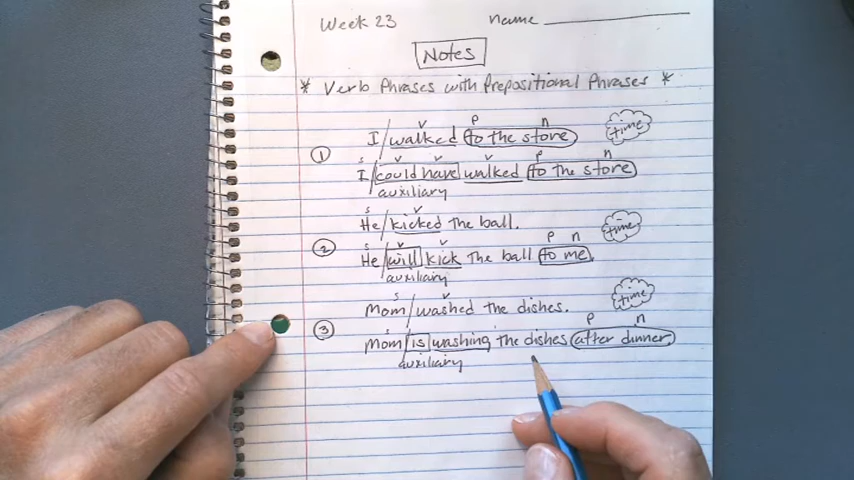 Week 23 name
Notes
* Verb Phrases with Prepositional Phrases *
v p n
I/walked to the store time
① s v v v p n
I/could have walked to the store
auxiliary
s v
He/kicked the ball. time
② s v v p n
He/will kick the ball to me.
auxiliary
s v
Mom/washed the dishes. time
③ s p n
Mom/is washing the dishes after dinner.
auxiliary